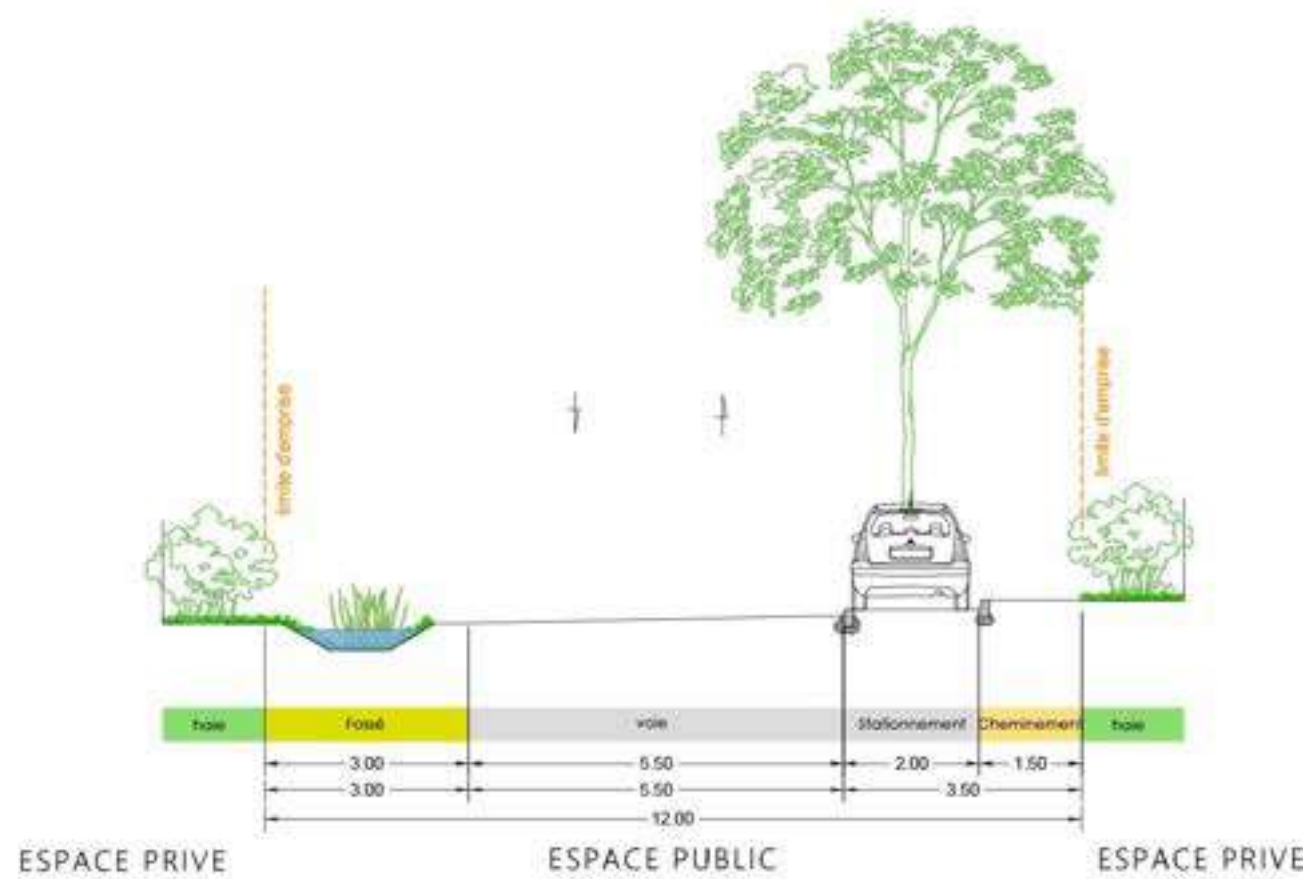 limite d'emprise
limite d'emprise
haie
Fossé
voie
Stationnement
Cheminement
haie
3.00
5.50
2.00
1.50
3.00
5.50
3.50
12.00
ESPACE PRIVE
ESPACE PUBLIC
ESPACE PRIVE